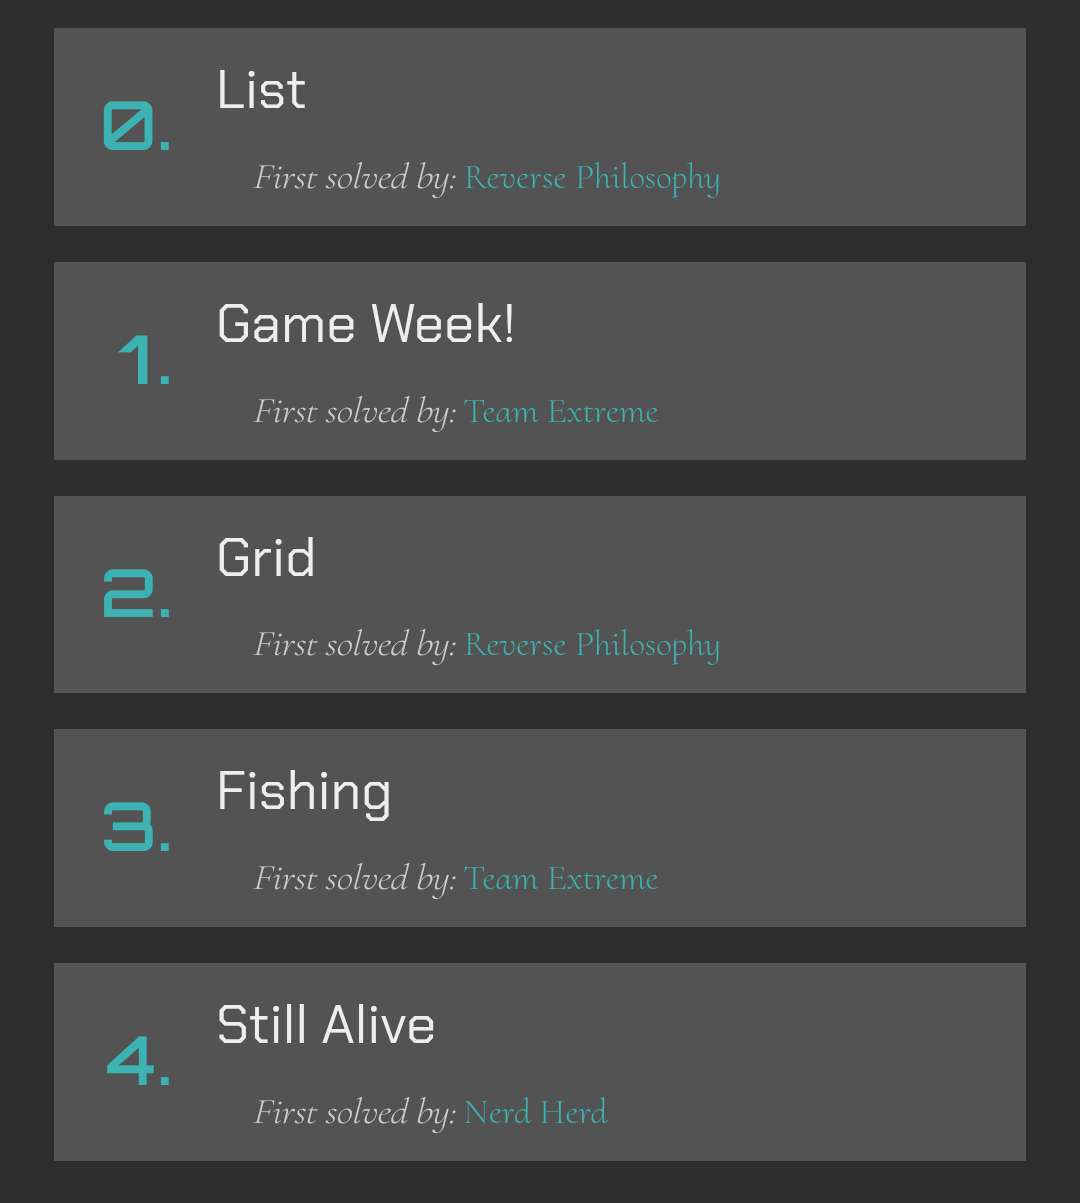 0.
List
First solved by: Reverse Philosophy
1.
Game Week!
First solved by: Team Extreme
2.
Grid
First solved by: Reverse Philosophy
3.
Fishing
First solved by: Team Extreme
4.
Still Alive
First solved by: Nerd Herd